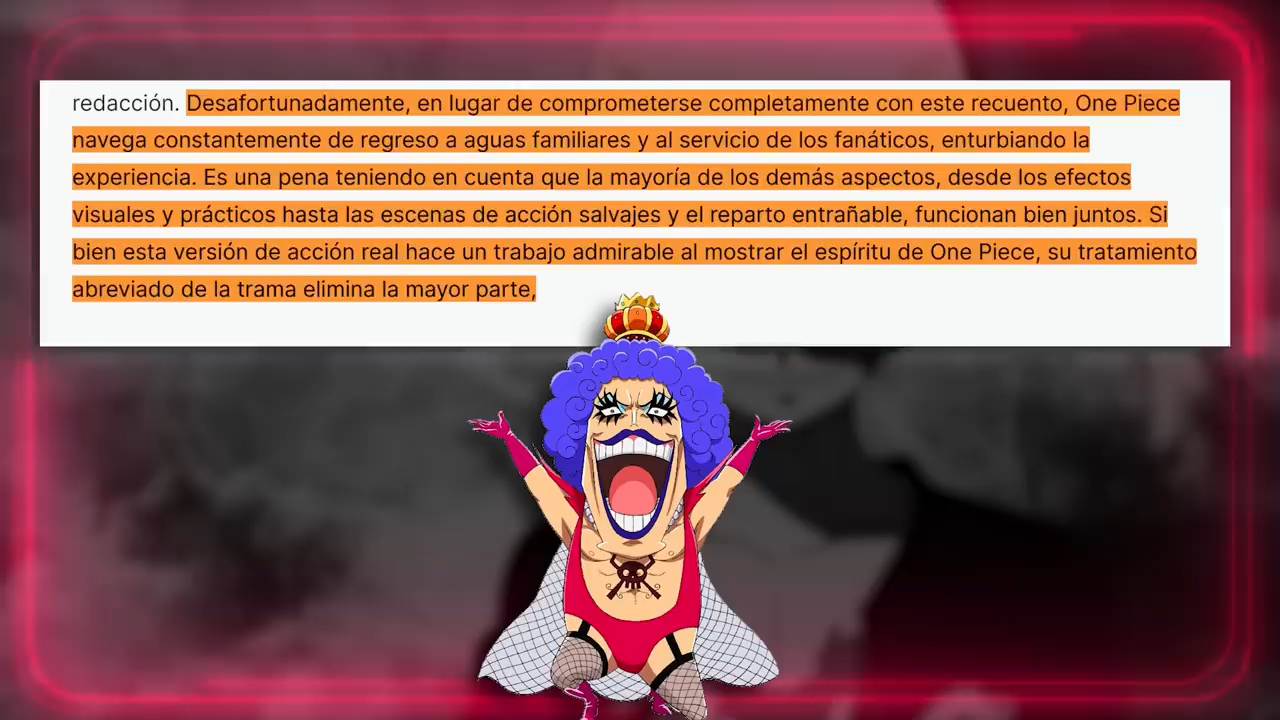 redacción. Desafortunadamente, en lugar de comprometerse completamente con este recuento, One Piece
navega constantemente de regreso a aguas familiares y al servicio de los fanáticos, enturbiando la
experiencia. Es una pena teniendo en cuenta que la mayoría de los demás aspectos, desde los efectos
visuales y prácticos hasta las escenas de acción salvajes y el reparto entrañable, funcionan bien juntos. Si
bien esta versión de acción real hace un trabajo admirable al mostrar el espíritu de One Piece, su tratamiento
abreviado de la trama elimina la mayor parte,